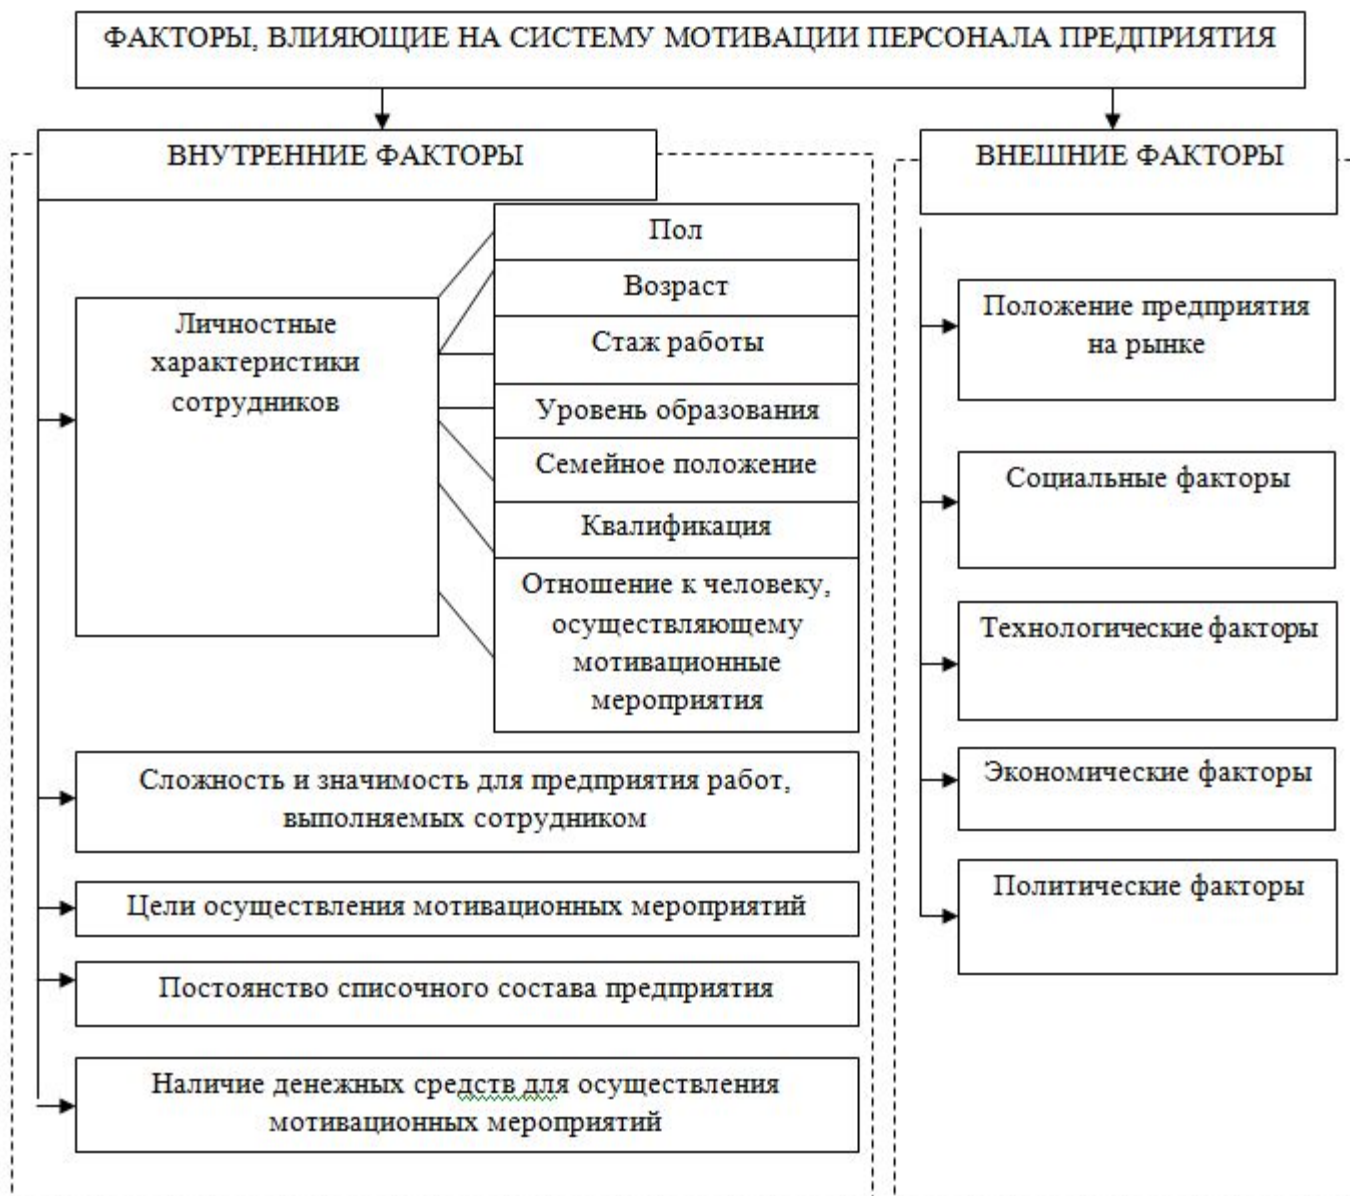 ФАКТОРЫ, ВЛИЯЮЩИЕ НА СИСТЕМУ МОТИВАЦИИ ПЕРСОНАЛА ПРЕДПРИЯТИЯ
ВНУТРЕННИЕ ФАКТОРЫ
Личностные
характеристики
сотрудников
Пол
Возраст
Стаж работы
Уровень образования
Семейное положение
Квалификация
Отношение к человеку,
осуществляющему
мотивационные
мероприятия
Сложность и значимость для предприятия работ,
выполняемых сотрудником
Цели осуществления мотивационных мероприятий
Постоянство списочного состава предприятия
Наличие денежных средств для осуществления
мотивационных мероприятий
ВНЕШНИЕ ФАКТОРЫ
Положение предприятия
на рынке
Социальные факторы
Технологические факторы
Экономические факторы
Политические факторы